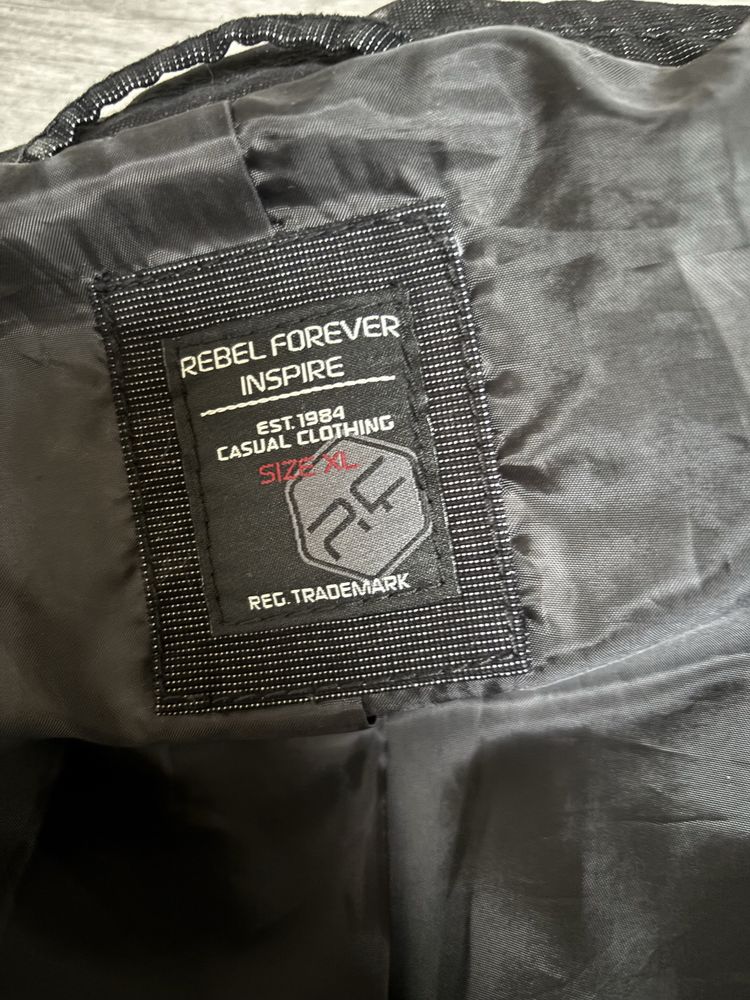 REBEL FOREVER
INSPIRE
EST.1984
CASUAL CLOTHING
SIZE XL
REG.TRADEMARK